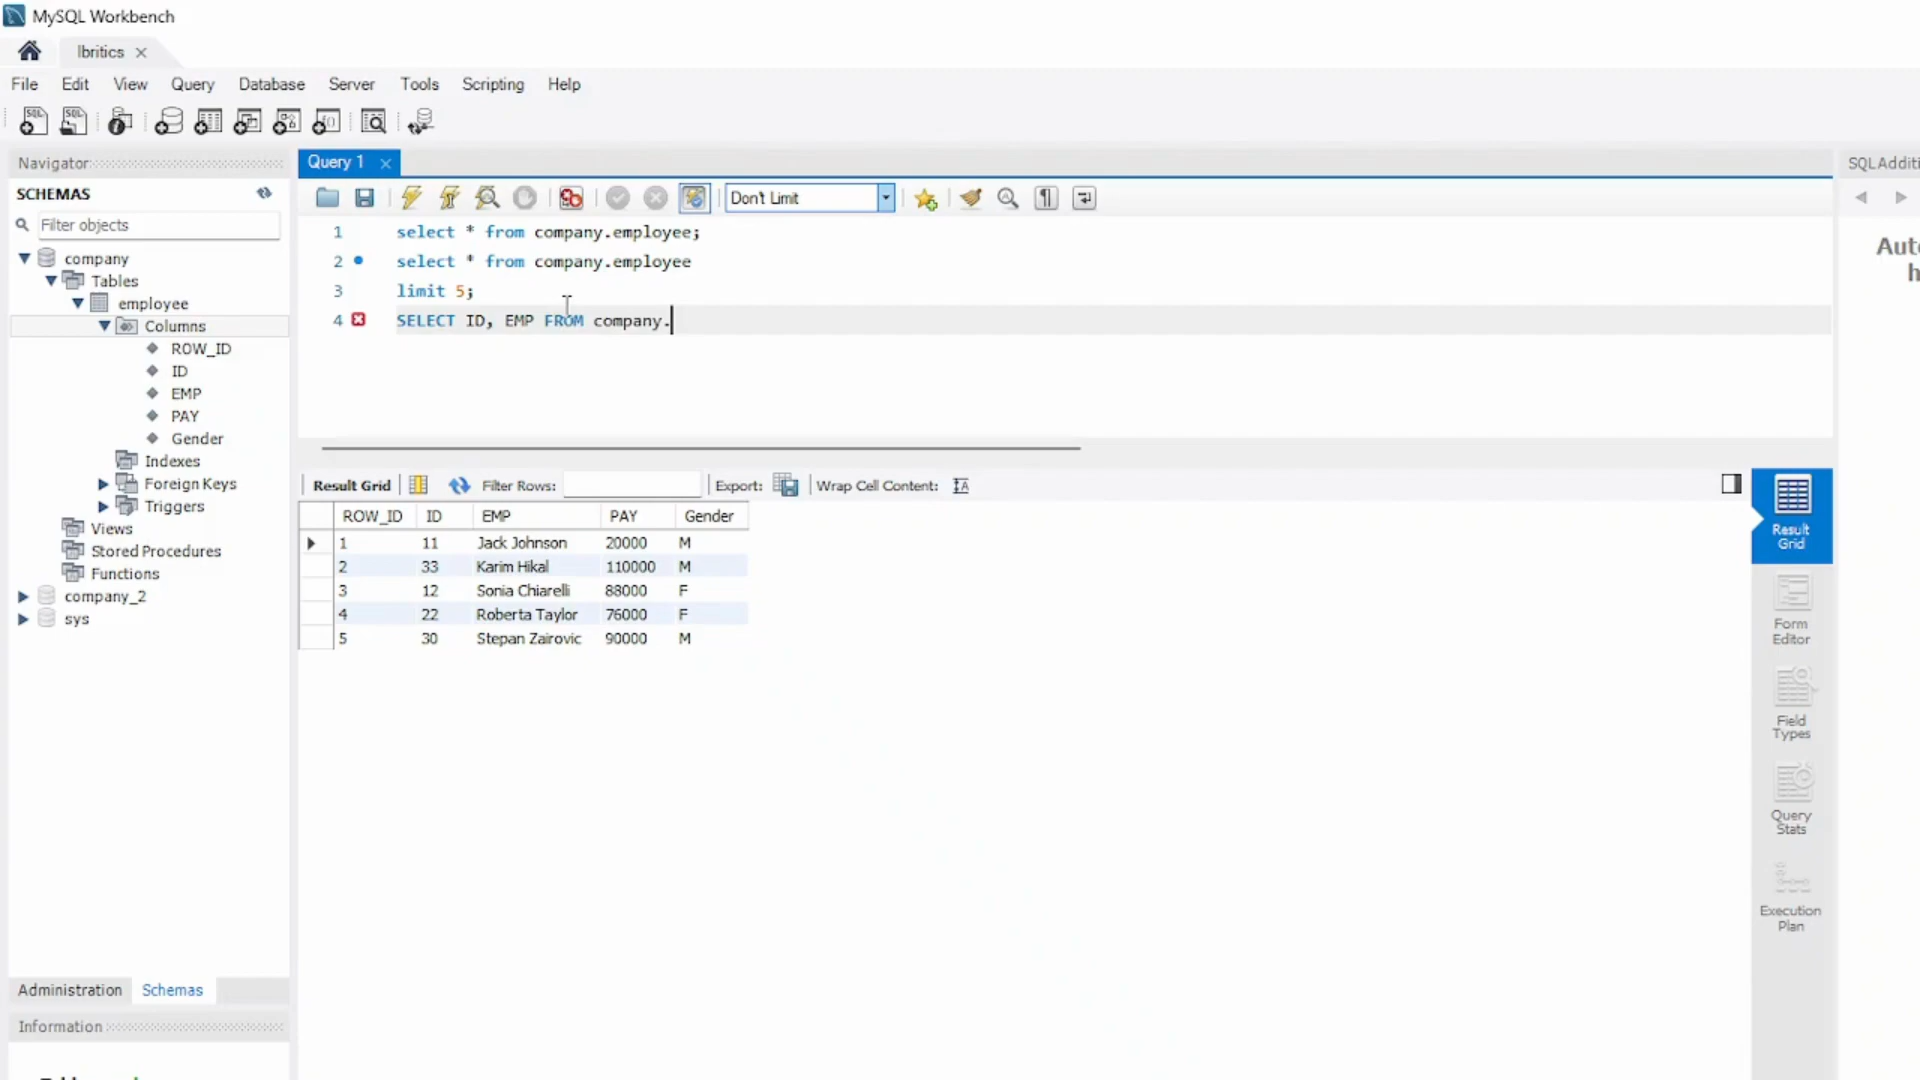 MySQL Workbench
lbritics
File Edit View Query Database Server Tools Scripting Help
Navigator
SCHEMAS
Filter objects
company
Tables
employee
Columns
ROW_ID
ID
EMP
PAY
Gender
Indexes
Foreign Keys
Triggers
Views
Stored Procedures
Functions
company_2
sys
Administration Schemas
Information
Query 1
Don't Limit
1 select * from company.employee;
2 select * from company.employee
3 limit 5;
4 SELECT ID, EMP FROM company.
Result Grid Filter Rows: Export: Wrap Cell Content:
ROW_ID ID EMP PAY Gender
1 11 Jack Johnson 20000 M
2 33 Karim Hikal 110000 M
3 12 Sonia Chiarelli 88000 F
4 22 Roberta Taylor 76000 F
5 30 Stepan Zairovic 90000 M
Result
Grid
Form
Editor
Field
Types
Query
Stats
Execution
Plan
SQLAdditi
Aut
h